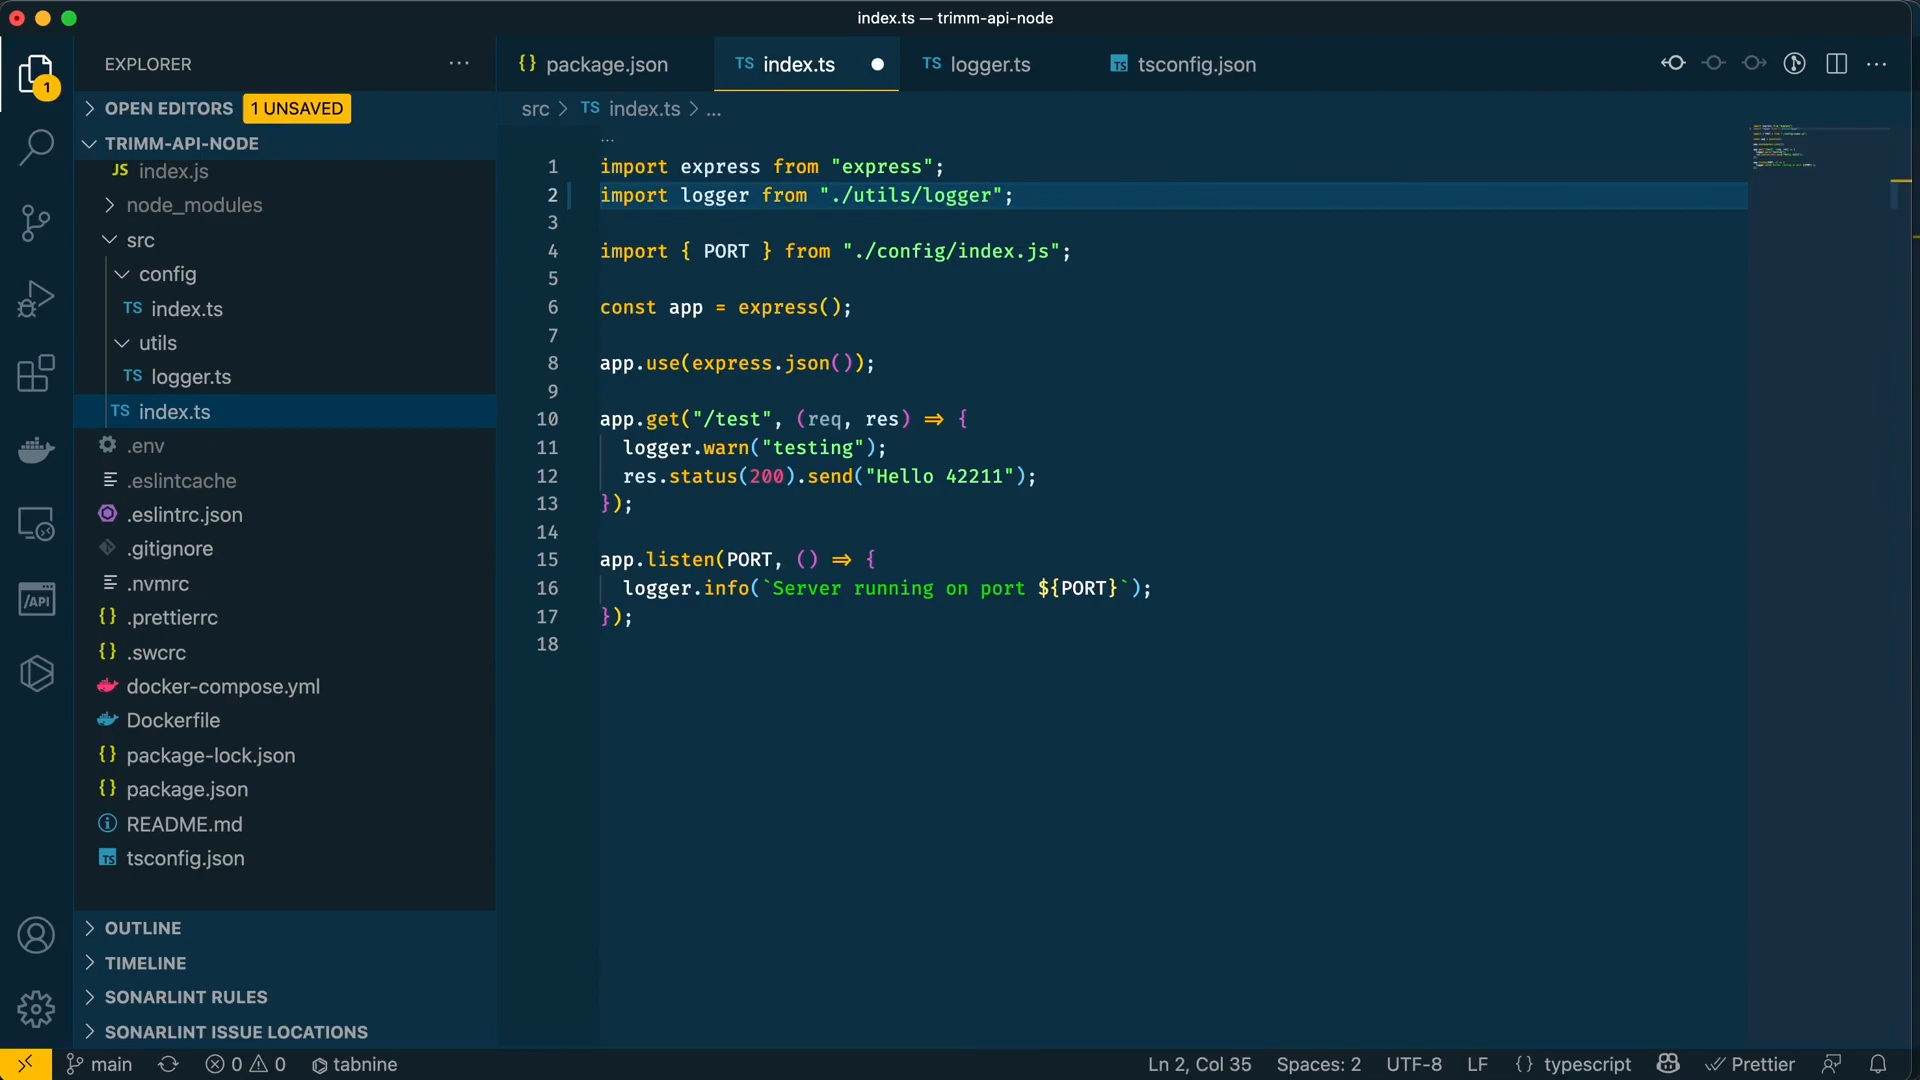 index.ts — trimm-api-node
EXPLORER
1
OPEN EDITORS 1 UNSAVED
TRIMM-API-NODE
JS index.js
node_modules
src
config
TS index.ts
utils
TS logger.ts
TS index.ts
.env
.eslintcache
.eslintrc.json
.gitignore
.nvmrc
{} .prettierrc
{} .swcrc
docker-compose.yml
Dockerfile
{} package-lock.json
{} package.json
README.md
TS tsconfig.json
OUTLINE
TIMELINE
SONARLINT RULES
SONARLINT ISSUE LOCATIONS
/API
{} package.json TS index.ts TS logger.ts TS tsconfig.json
src > TS index.ts > ...
1 import express from "express";
2 import logger from "./utils/logger";
3
4 import { PORT } from "./config/index.js";
5
6 const app = express();
7
8 app.use(express.json());
9
10 app.get("/test", (req, res) => {
11 logger.warn("testing");
12 res.status(200).send("Hello 42211");
13 });
14
15 app.listen(PORT, () => {
16 logger.info(`Server running on port ${PORT}`);
17 });
18
main 0 0 tabnine Ln 2, Col 35 Spaces: 2 UTF-8 LF {} typescript Prettier